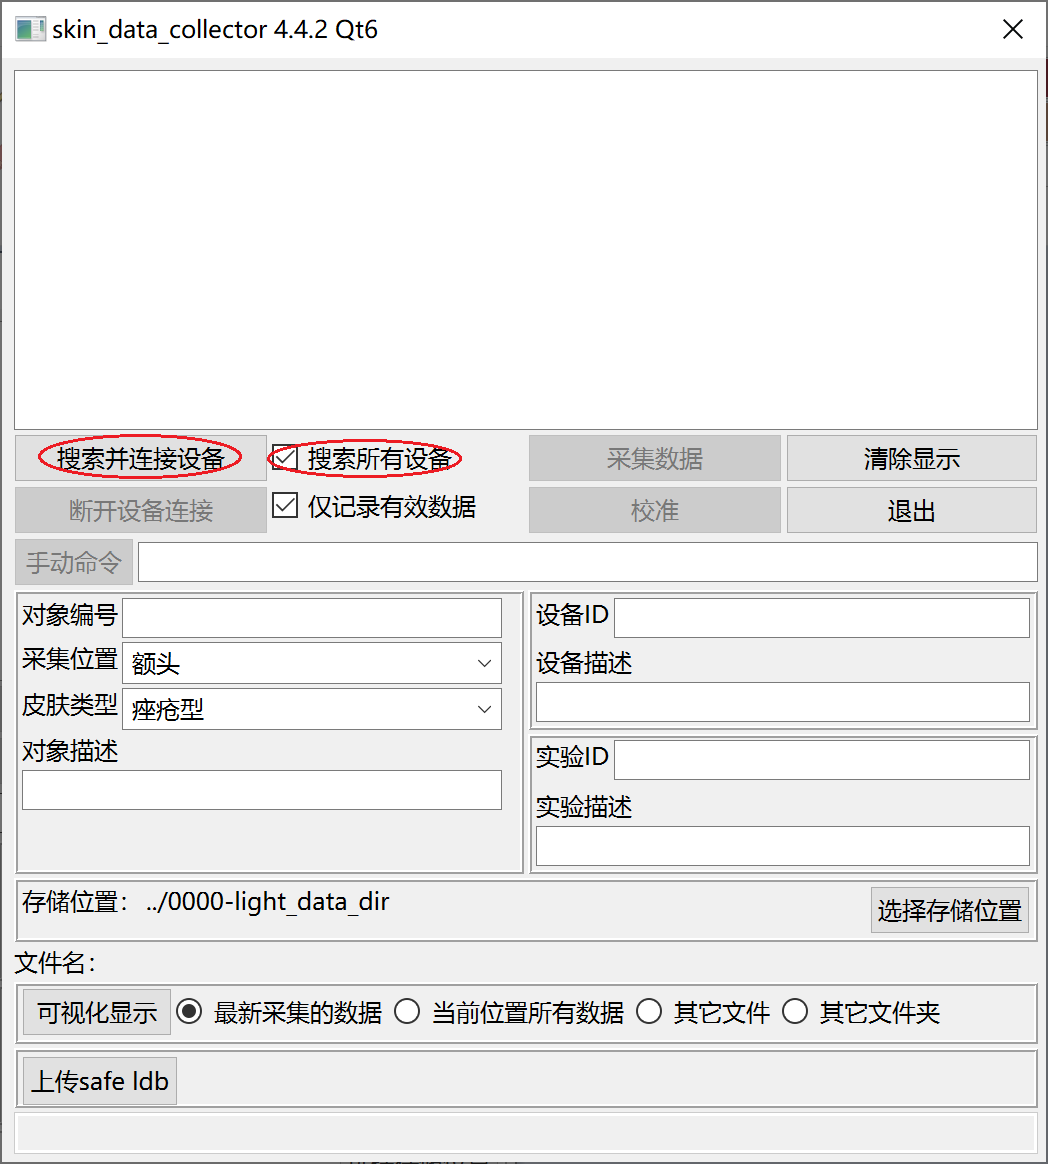 skin_data_collector 4.4.2 Qt6
搜索并连接设备 搜索所有设备 采集数据 清除显示
断开设备连接 仅记录有效数据 校准 退出
手动命令
对象编号
采集位置 额头
皮肤类型 痤疮型
对象描述
设备ID
设备描述
实验ID
实验描述
存储位置： ../0000-light_data_dir 选择存储位置
文件名：
可视化显示 最新采集的数据 当前位置所有数据 其它文件 其它文件夹
上传safe ldb